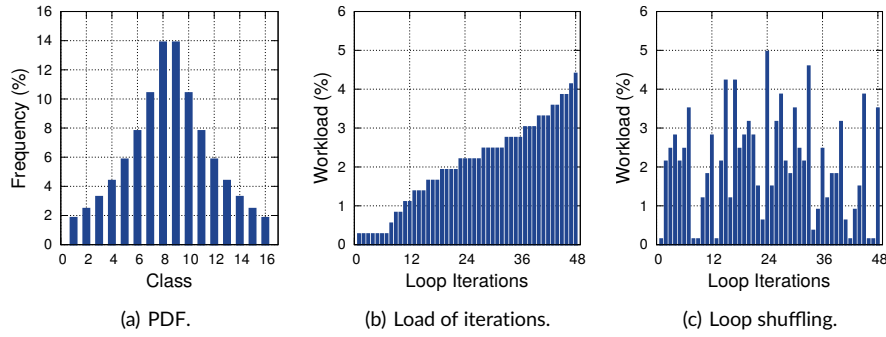 16
14
12
10
8
6
4
2
0
Frequency (%)
0 2 4 6 8 10 12 14 16
Class
(a) PDF.
6
5
4
3
2
1
0
Workload (%)
0 12 24 36 48
Loop Iterations
(b) Load of iterations.
6
5
4
3
2
1
0
Workload (%)
0 12 24 36 48
Loop Iterations
(c) Loop shuffling.